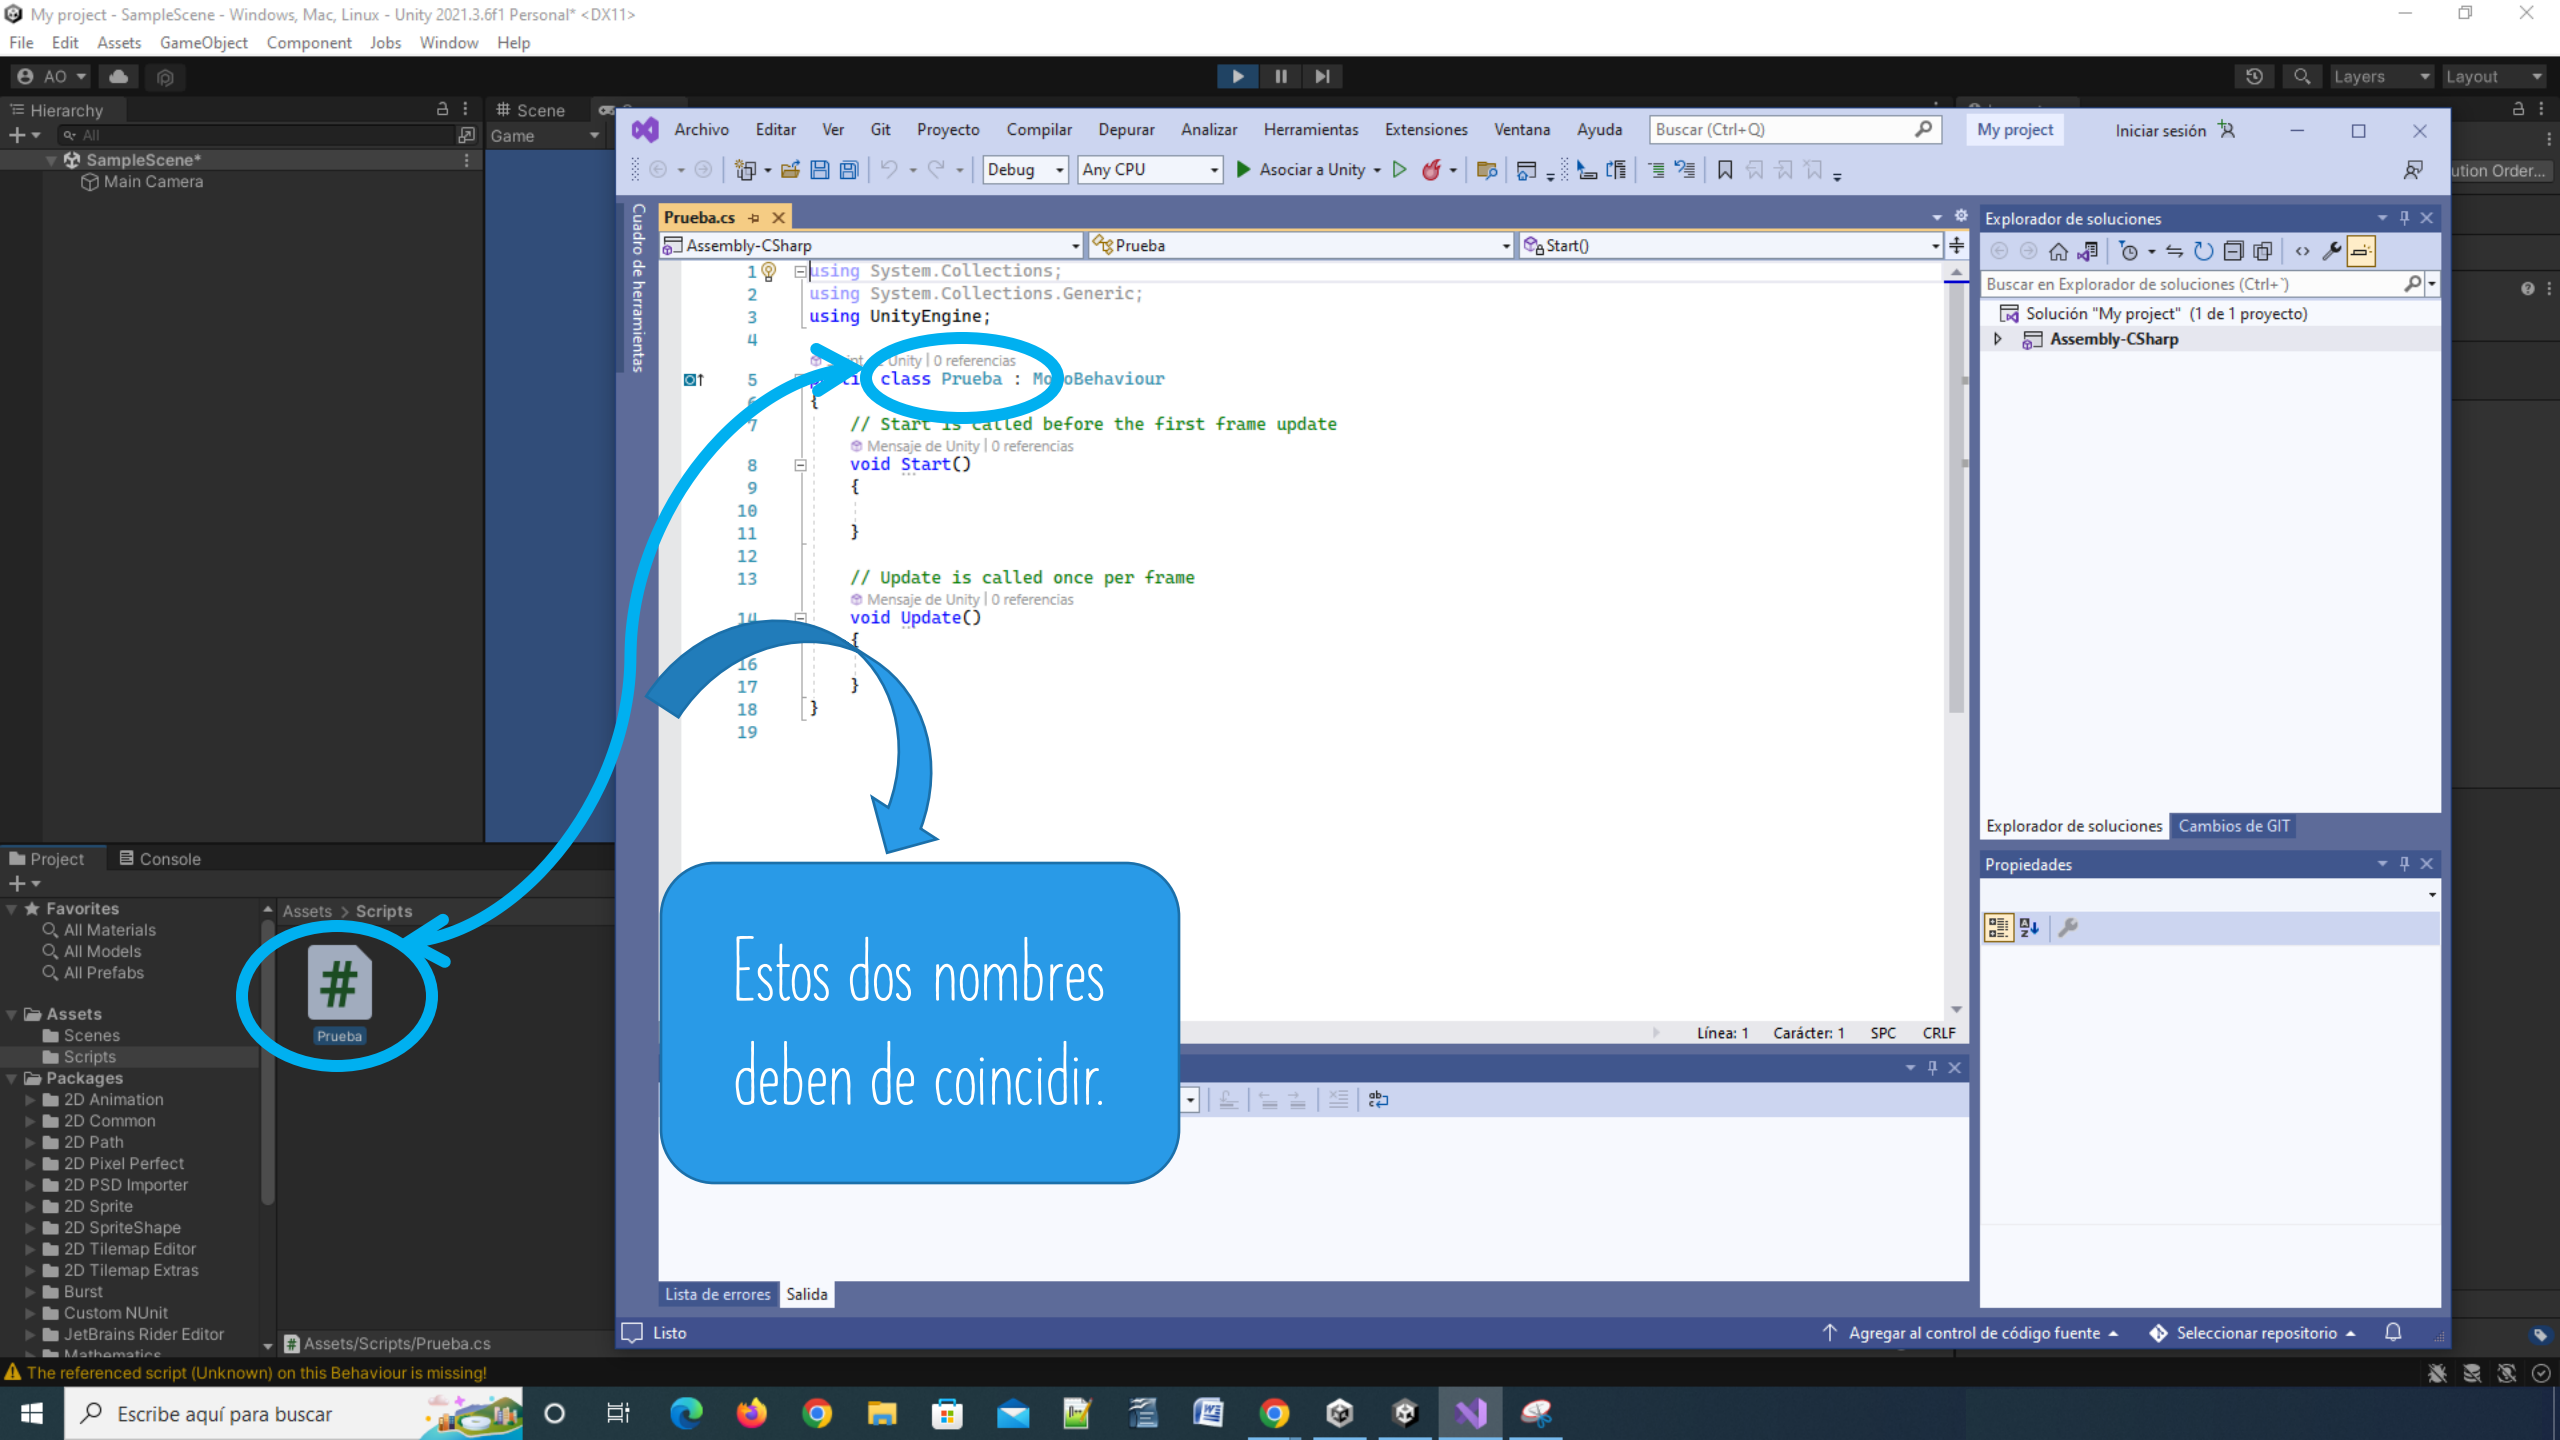 My project - SampleScene - Windows, Mac, Linux - Unity 2021.3.6f1 Personal* <DX11>
File Edit Assets GameObject Component Jobs Window Help
AO
Layers
Layout
Hierarchy
Scene
All
Game
SampleScene*
Main Camera
Archivo Editar Ver Git Proyecto Compilar Depurar Analizar Herramientas Extensiones Ventana Ayuda Buscar (Ctrl+Q) My project Iniciar sesión
Debug Any CPU Asociar a Unity
ution Order...
Cuadro de herramientas
Prueba.cs
Assembly-CSharp Prueba Start()
1 using System.Collections;
2 using System.Collections.Generic;
3 using UnityEngine;
4
Unity | 0 referencias
5 class Prueba : MonoBehaviour
6 {
7 // Start is called before the first frame update
Mensaje de Unity | 0 referencias
8 void Start()
9 {
10
11 }
12
13 // Update is called once per frame
Mensaje de Unity | 0 referencias
14 void Update()
{
16
17 }
18 }
19
Línea: 1 Carácter: 1 SPC CRLF
Estos dos nombres
deben de coincidir.
Lista de errores Salida
Listo
Agregar al control de código fuente Seleccionar repositorio
Explorador de soluciones
Buscar en Explorador de soluciones (Ctrl+`)
Solución "My project" (1 de 1 proyecto)
Assembly-CSharp
Explorador de soluciones Cambios de GIT
Propiedades
Project Console
Favorites
All Materials
All Models
All Prefabs
Assets
Scenes
Scripts
Packages
2D Animation
2D Common
2D Path
2D Pixel Perfect
2D PSD Importer
2D Sprite
2D SpriteShape
2D Tilemap Editor
2D Tilemap Extras
Burst
Custom NUnit
JetBrains Rider Editor
Mathematics
Assets > Scripts
#
Prueba
Assets/Scripts/Prueba.cs
The referenced script (Unknown) on this Behaviour is missing!
Escribe aquí para buscar